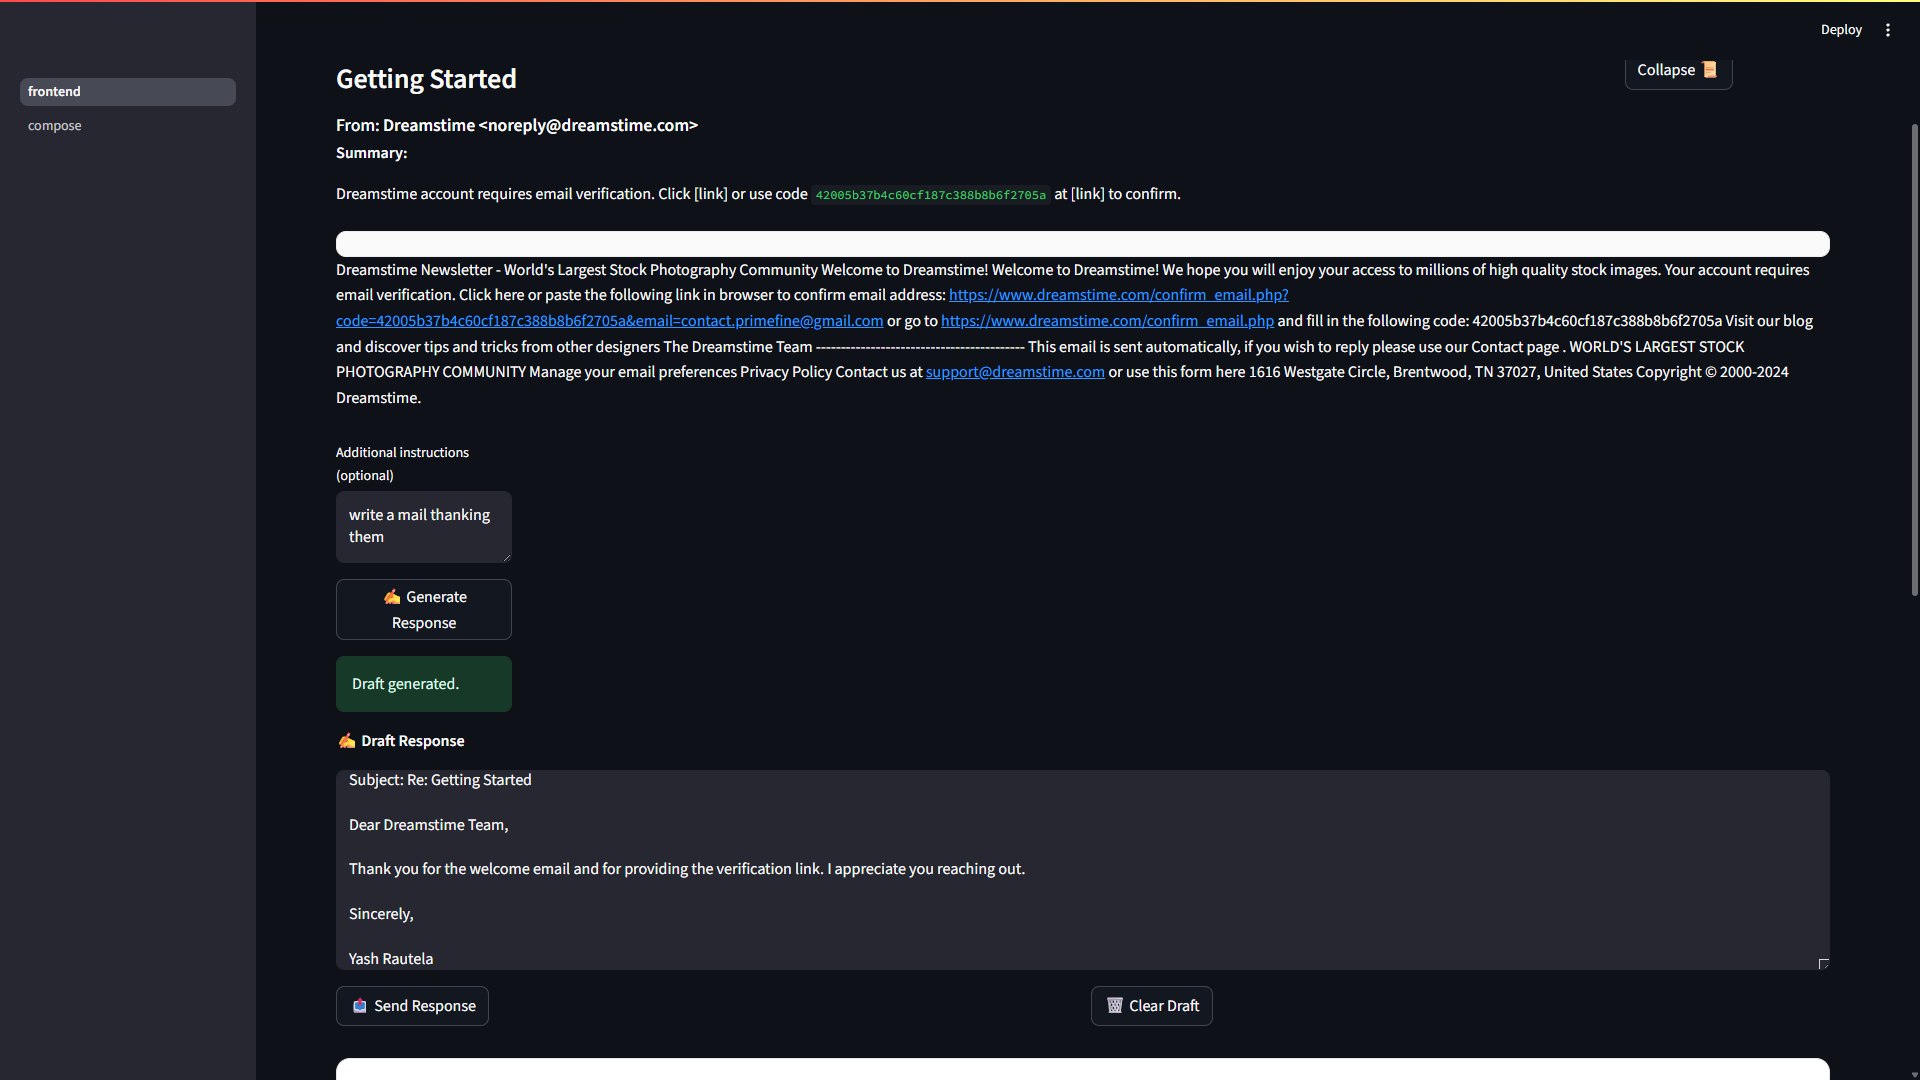 Deploy
frontend
compose
Getting Started
Collapse
From: Dreamstime <noreply@dreamstime.com>
Summary:
Dreamstime account requires email verification. Click [link] or use code 42005b37b4c60cf187c388b8b6f2705a at [link] to confirm.
Dreamstime Newsletter - World's Largest Stock Photography Community Welcome to Dreamstime! Welcome to Dreamstime! We hope you will enjoy your access to millions of high quality stock images. Your account requires
email verification. Click here or paste the following link in browser to confirm email address: https://www.dreamstime.com/confirm_email.php?
code=42005b37b4c60cf187c388b8b6f2705a&email=contact.primefine@gmail.com or go to https://www.dreamstime.com/confirm_email.php and fill in the following code: 42005b37b4c60cf187c388b8b6f2705a Visit our blog
and discover tips and tricks from other designers The Dreamstime Team ------------------------------------------ This email is sent automatically, if you wish to reply please use our Contact page . WORLD'S LARGEST STOCK
PHOTOGRAPHY COMMUNITY Manage your email preferences Privacy Policy Contact us at support@dreamstime.com or use this form here 1616 Westgate Circle, Brentwood, TN 37027, United States Copyright © 2000-2024
Dreamstime.
Additional instructions
(optional)
write a mail thanking
them
Generate
Response
Draft generated.
Draft Response
Subject: Re: Getting Started
Dear Dreamstime Team,
Thank you for the welcome email and for providing the verification link. I appreciate you reaching out.
Sincerely,
Yash Rautela
Send Response
Clear Draft